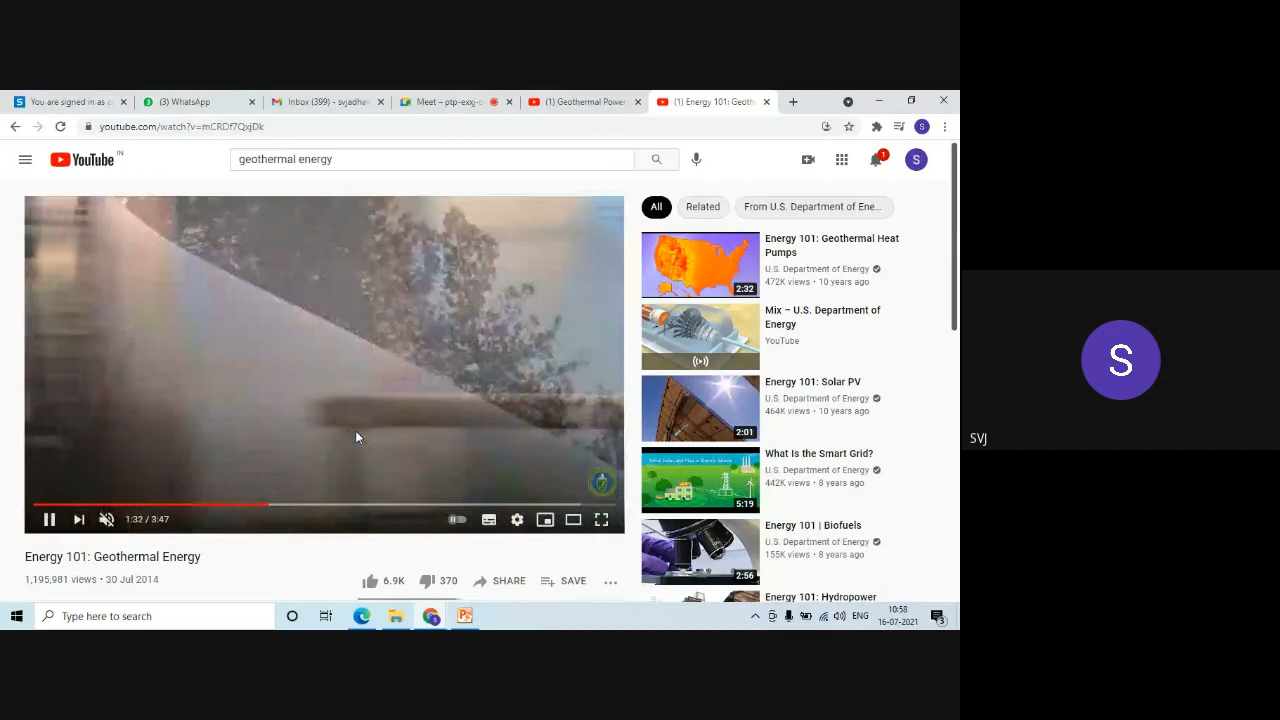 You are signed in as
(3) WhatsApp
Inbox (399) - svjadhav
Meet – ptp-exxj-
(1) Geothermal Power
(1) Energy 101: Geoth
youtube.com/watch?v=mCRDf7QxjDk
YouTube IN
geothermal energy
1
S
All
Related
From U.S. Department of Ene...
Energy 101: Geothermal Heat
Pumps
U.S. Department of Energy
472K views • 10 years ago
2:32
Mix – U.S. Department of
Energy
YouTube
Energy 101: Solar PV
U.S. Department of Energy
464K views • 10 years ago
2:01
What Is the Smart Grid?
U.S. Department of Energy
442K views • 8 years ago
5:19
Energy 101 | Biofuels
U.S. Department of Energy
155K views • 8 years ago
2:56
Energy 101: Hydropower
1:32 / 3:47
Energy 101: Geothermal Energy
1,195,981 views • 30 Jul 2014
6.9K
370
SHARE
SAVE
Type here to search
ENG
10:58
16-07-2021
3
S
SVJ